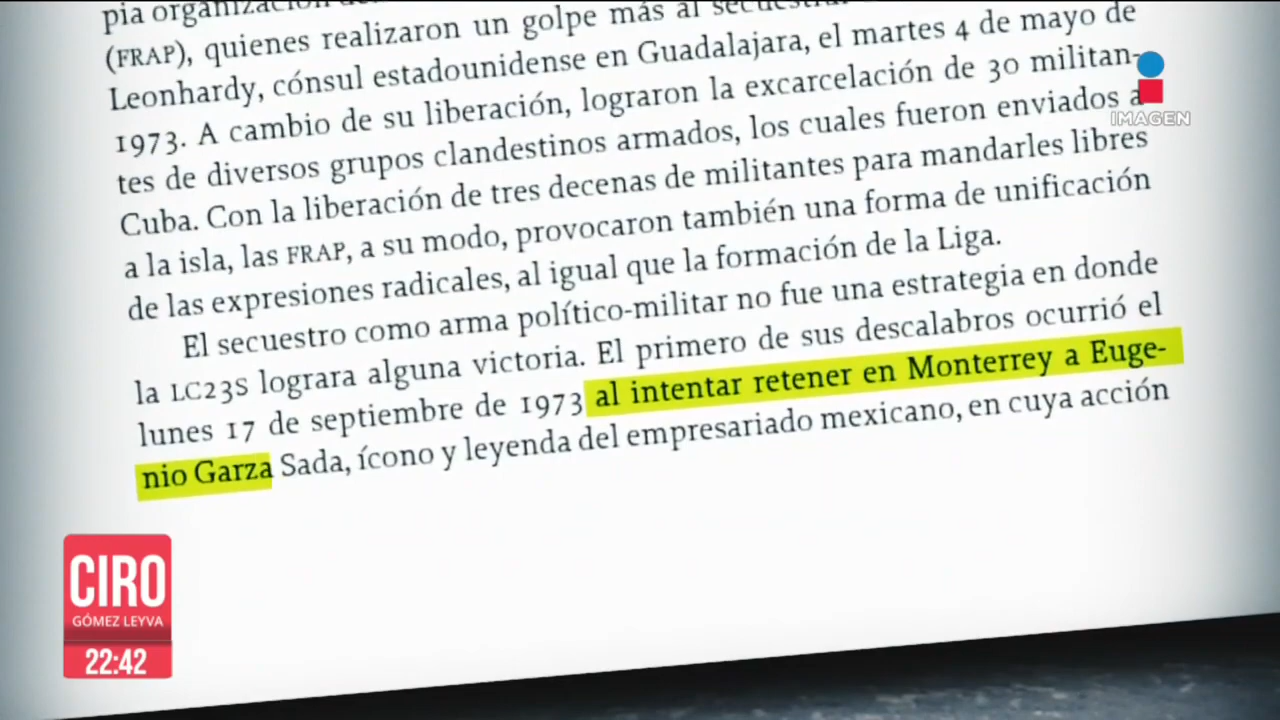 pia organización
(FRAP), quienes realizaron un golpe más al
Leonhardy, cónsul estadounidense en Guadalajara, el martes 4 de mayo de
1973. A cambio de su liberación, lograron la excarcelación de 30 militan-
tes de diversos grupos clandestinos armados, los cuales fueron enviados a
Cuba. Con la liberación de tres decenas de militantes para mandarles libres
a la isla, las FRAP, a su modo, provocaron también una forma de unificación
de las expresiones radicales, al igual que la formación de la Liga.
El secuestro como arma político-militar no fue una estrategia en donde
la LC23S lograra alguna victoria. El primero de sus descalabros ocurrió el
lunes 17 de septiembre de 1973 al intentar retener en Monterrey a Euge-
nio Garza Sada, ícono y leyenda del empresariado mexicano, en cuya acción
IMAGEN
CIRO
GÓMEZ LEYVA
22:42